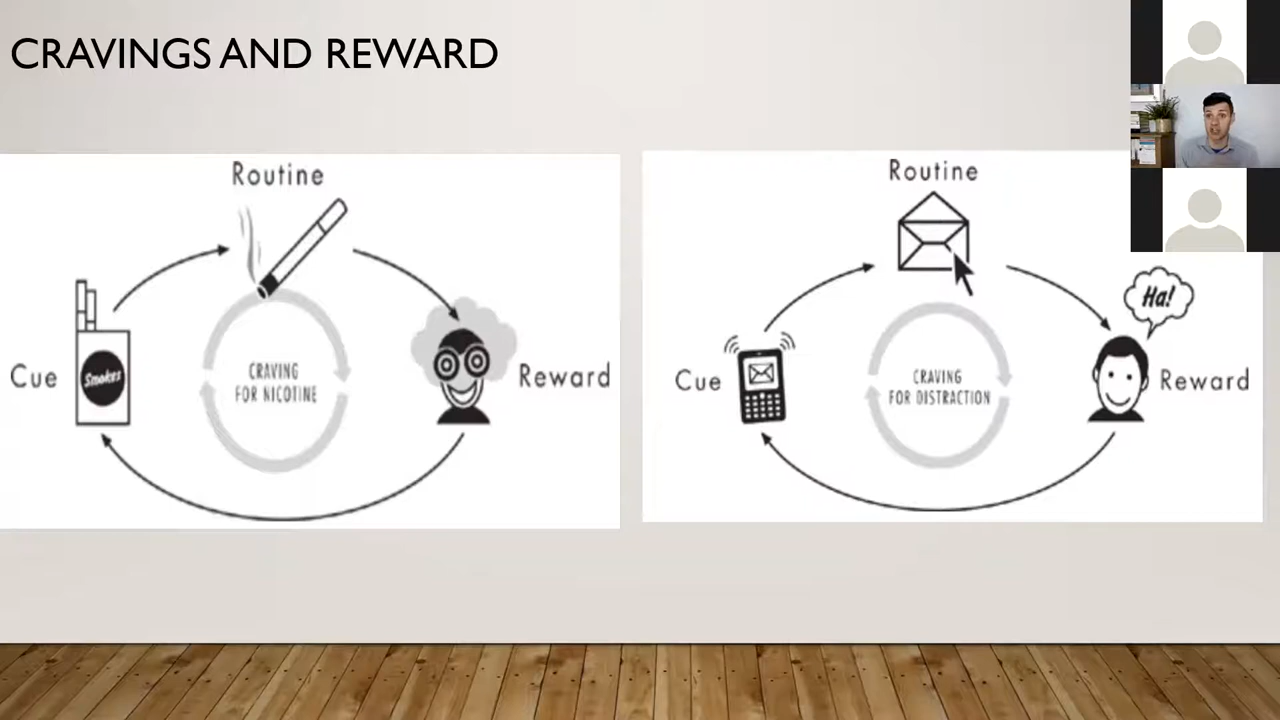 CRAVINGS AND REWARD
Routine
Smokes
Cue
CRAVING
FOR NICOTINE
Reward
Routine
Ha!
Cue
CRAVING
FOR DISTRACTION
Reward